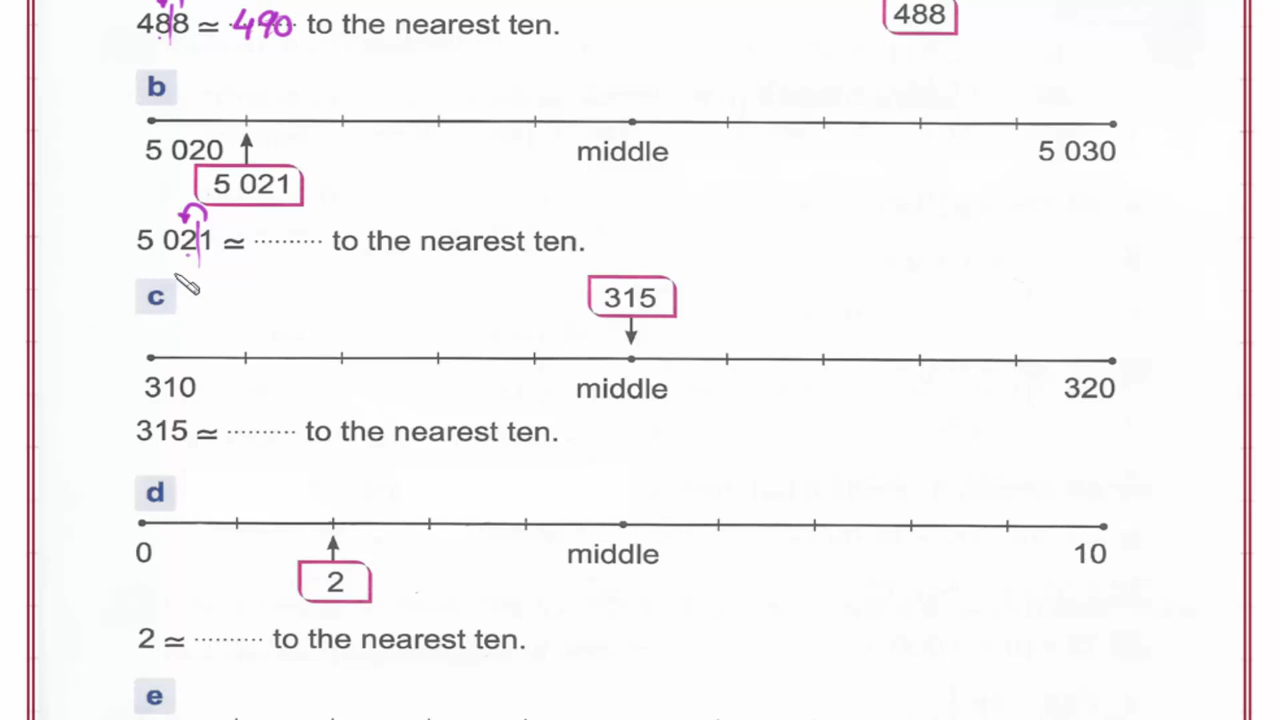 488 ≃ 490 to the nearest ten.
488
b
5 020 middle 5 030
5 021
5 021 ≃ ········· to the nearest ten.
c
315
310 middle 320
315 ≃ ········· to the nearest ten.
d
0 middle 10
2
2 ≃ ········· to the nearest ten.
e